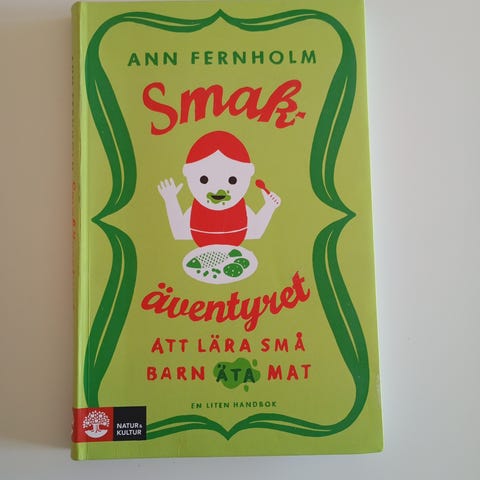 ANN FERNHOLM
Smak-
äventyret
ATT LÄRA SMÅ
BARN ÄTA MAT
EN LITEN HANDBOK
NATUR &
KULTUR